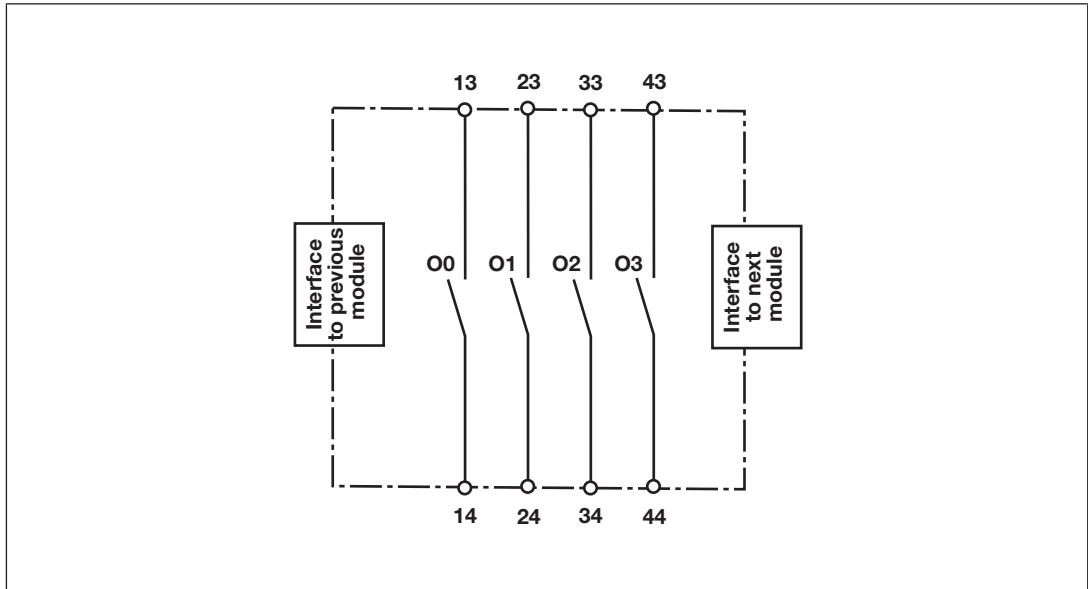 13 23 33 43
Interface
to previous
module
O0 O1 O2 O3
Interface
to next
module
14 24 34 44